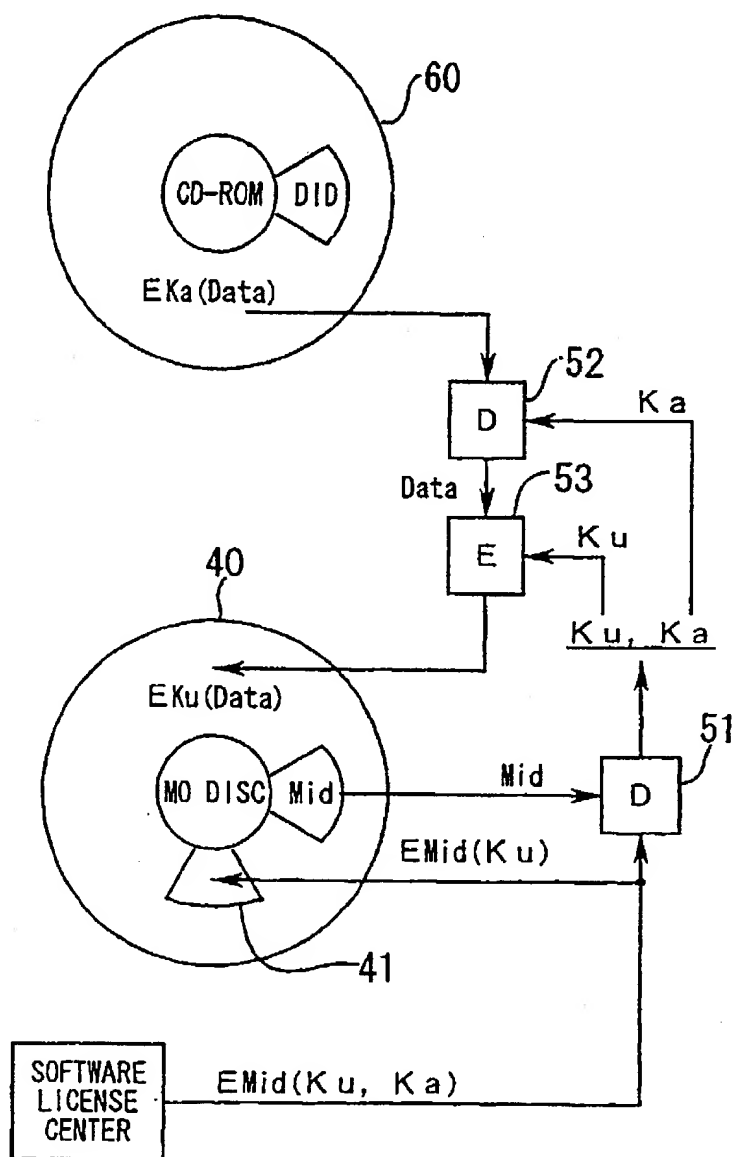 60
CD-ROM
DID
EKa(Data)
52
Ka
D
Data
53
Ku
E
40
Ku, Ka
EKu(Data)
51
MO DISC
Mid
Mid
D
EMid(Ku)
41
SOFTWARE
LICENSE
CENTER
EMid(Ku, Ka)